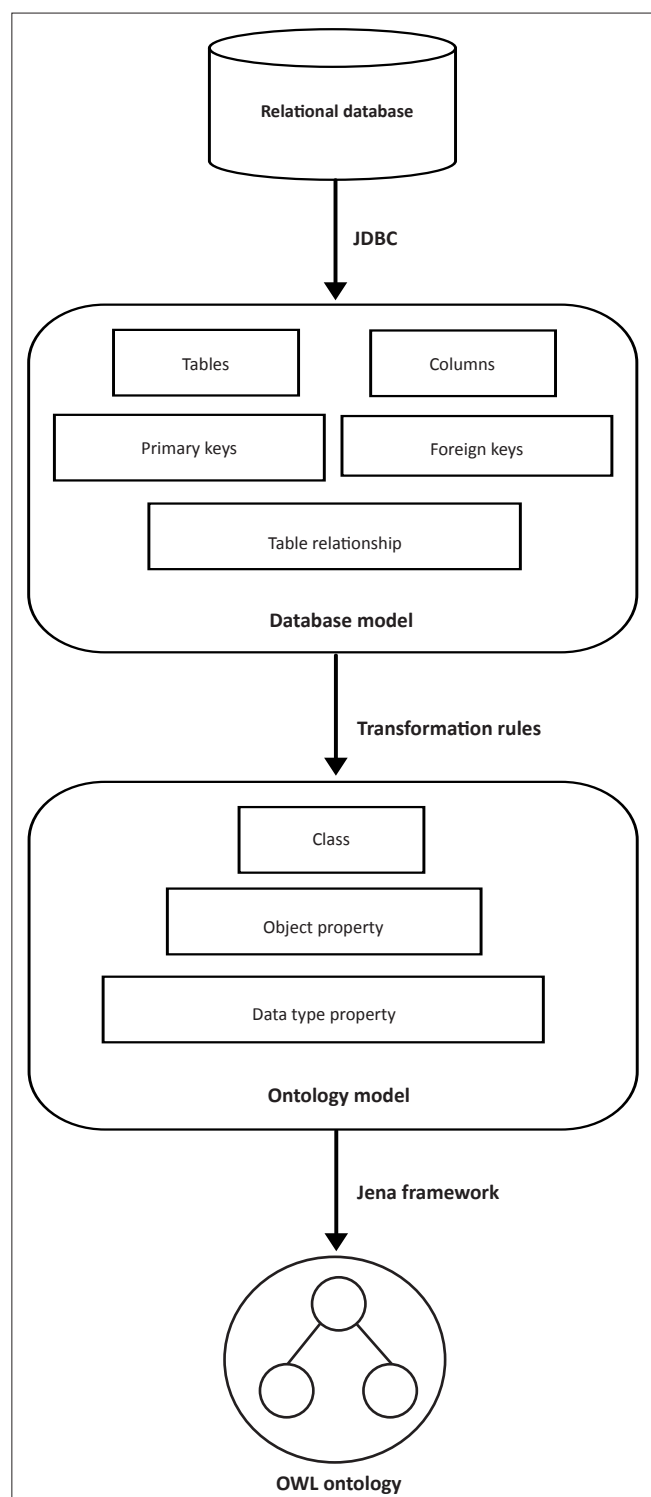 Relational database
JDBC
Tables
Columns
Primary keys
Foreign keys
Table relationship
Database model
Transformation rules
Class
Object property
Data type property
Ontology model
Jena framework
OWL ontology